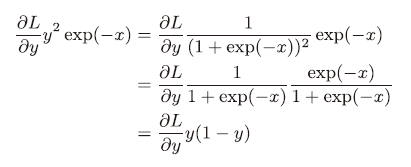 ∂L/∂y y² exp(−x) = ∂L/∂y 1/(1 + exp(−x))² exp(−x)
= ∂L/∂y 1/(1 + exp(−x)) exp(−x)/(1 + exp(−x))
= ∂L/∂y y(1 − y)